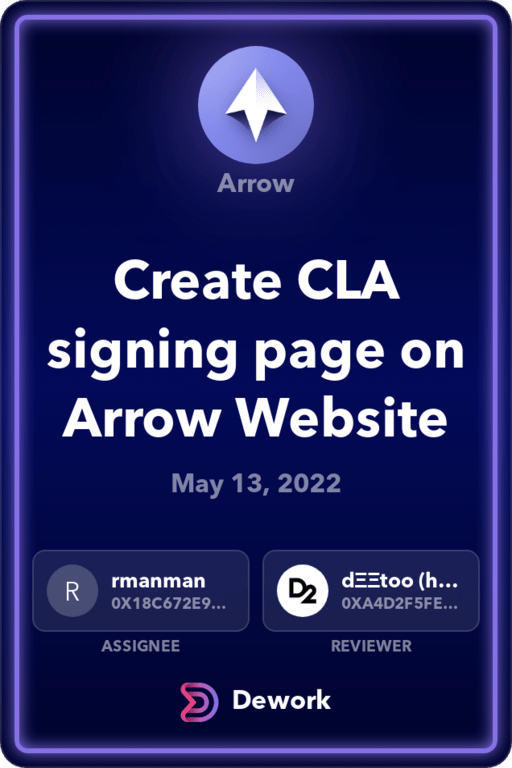 Arrow
Create CLA
signing page on
Arrow Website
May 13, 2022
R
rmanman
0X18C672E9...
D2
dΞΞtoo (h...
0XA4D2F5FE...
ASSIGNEE
REVIEWER
Dework